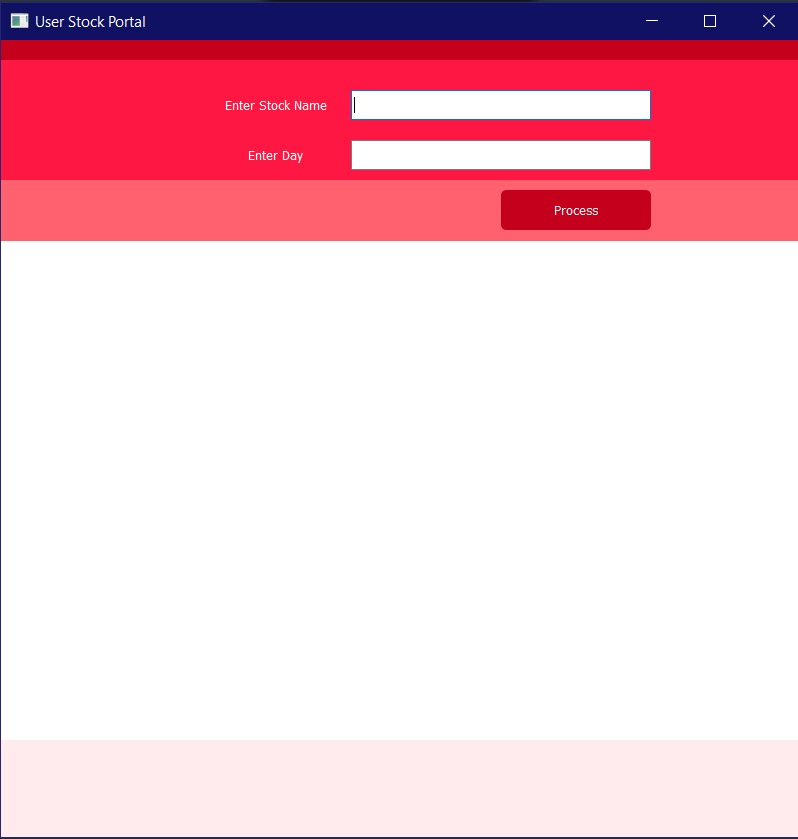 User Stock Portal
Enter Stock Name
Enter Day
Process